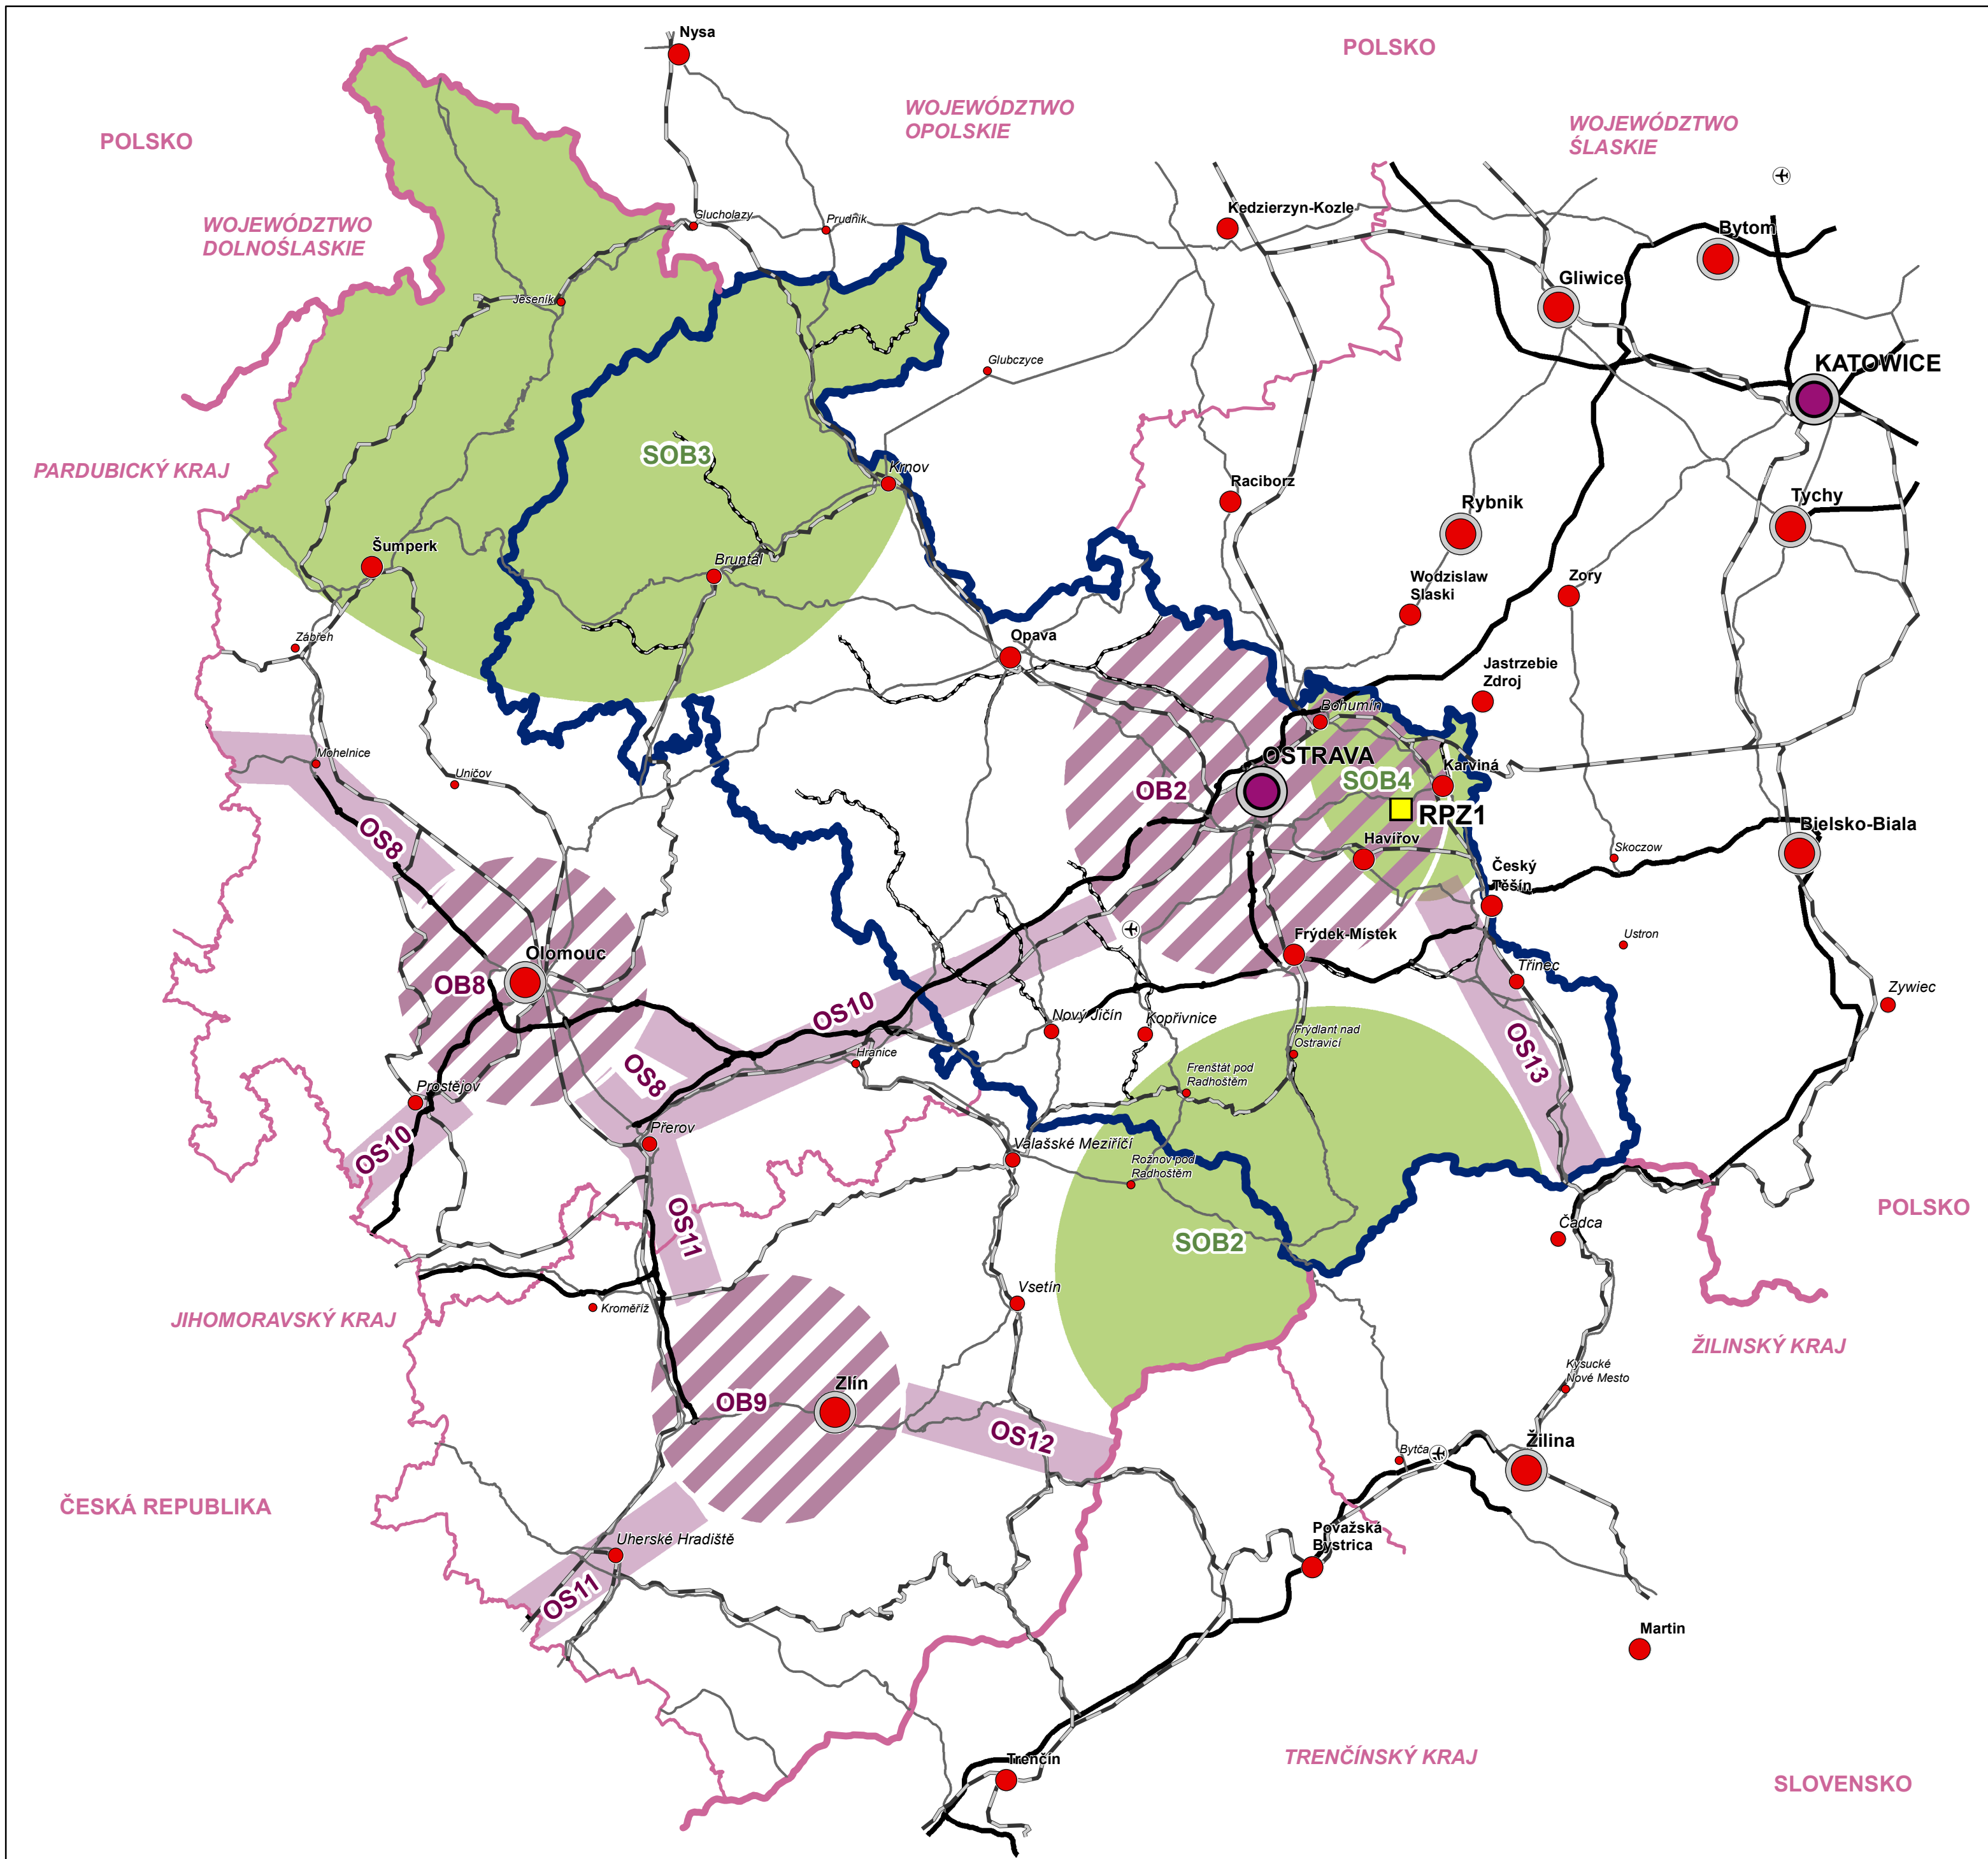 Nysa
POLSKO
WOJEWÓDZTWO
OPOLSKIE
WOJEWÓDZTWO
ŚLASKIE
POLSKO
WOJEWÓDZTWO
DOLNOŚLASKIE
Glucholazy
Prudnik
Kedzierzyn-Kozle
Bytom
Gliwice
Jeseník
Glubczyce
KATOWICE
SOB3
PARDUBICKÝ KRAJ
Krnov
Raciborz
Rybnik
Tychy
Šumperk
Bruntál
Wodzislaw
Slaski
Zory
Zábřeh
Opava
Jastrzebie
Zdroj
Bohumín
Mohelnice
Uničov
OSTRAVA
Karviná
SOB4
OB2
RPZ1
OS8
Havířov
Bielsko-Biala
Skoczow
Český
Těšín
Frýdek-Místek
Ustron
Olomouc
OB8
Třinec
Zywiec
OS10
Nový Jičín
Kopřivnice
Frýdlant nad
Ostravicí
OS13
Hranice
OS8
Frenštát pod
Radhoštěm
Prostějov
Přerov
OS10
Valašské Meziříčí
Rožnov pod
Radhoštěm
POLSKO
OS11
Čadca
SOB2
Vsetín
Kroměříž
JIHOMORAVSKÝ KRAJ
ŽILINSKÝ KRAJ
Kysucké
Nové Mesto
Zlín
OB9
OS12
Bytča
Žilina
ČESKÁ REPUBLIKA
Považská
Bystrica
Uherské Hradiště
OS11
Martin
Trenčín
TRENČÍNSKÝ KRAJ
SLOVENSKO